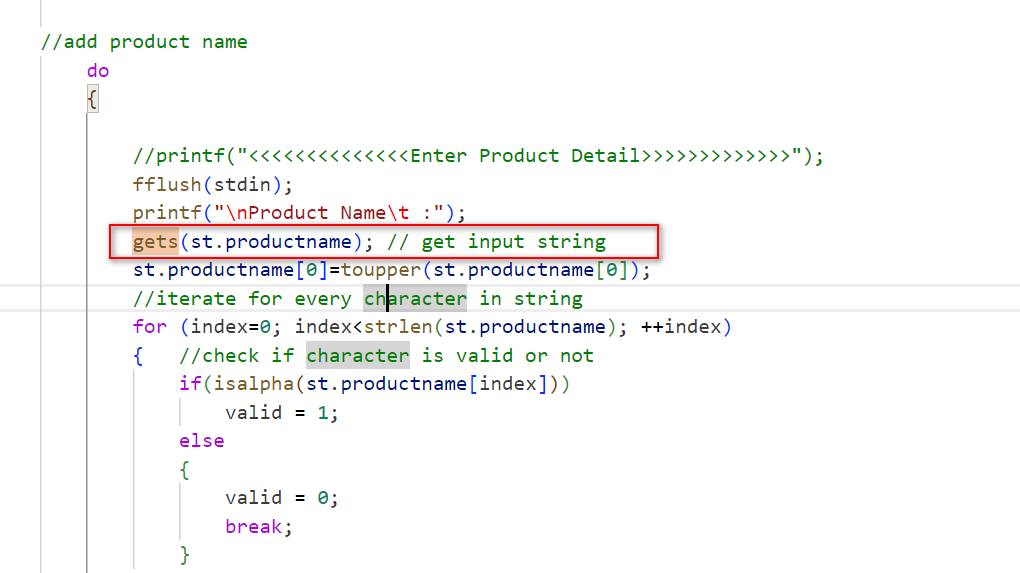 //add product name
do
{
//printf("<<<<<<<<<<<<<<Enter Product Detail>>>>>>>>>>>>>");
fflush(stdin);
printf("\nProduct Name\t :");
gets(st.productname); // get input string
st.productname[0]=toupper(st.productname[0]);
//iterate for every character in string
for (index=0; index<strlen(st.productname); ++index)
{   //check if character is valid or not
if(isalpha(st.productname[index]))
valid = 1;
else
{
valid = 0;
break;
}